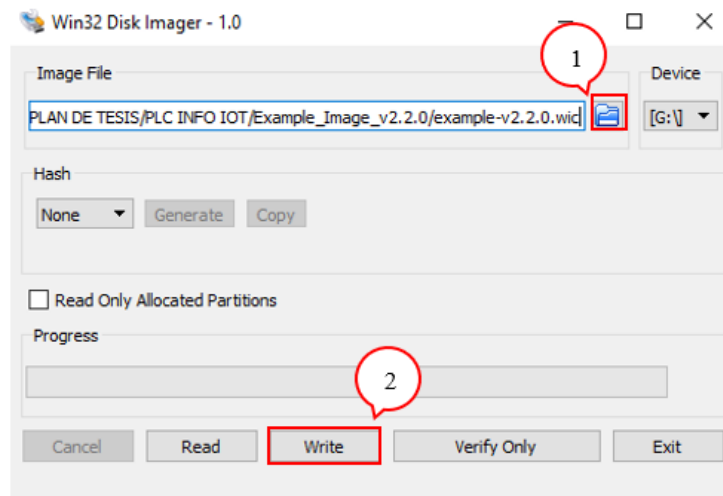 Win32 Disk Imager - 1.0
1
Image File
Device
PLAN DE TESIS/PLC INFO IOT/Example_Image_v2.2.0/example-v2.2.0.wic
[G:\]
Hash
None
Generate
Copy
Read Only Allocated Partitions
Progress
2
Cancel
Read
Write
Verify Only
Exit